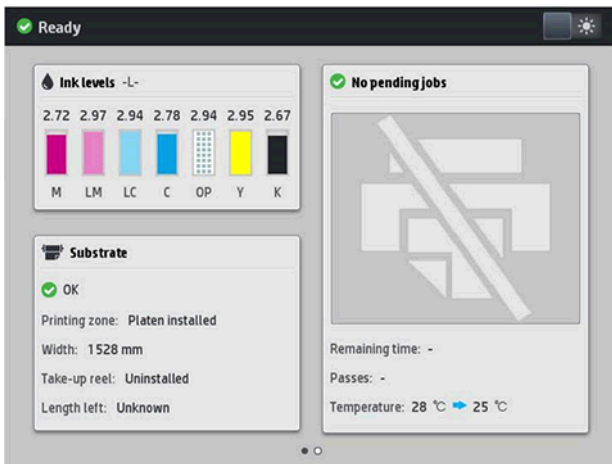 Ready
Ink levels -L-
2.72 2.97 2.94 2.78 2.94 2.95 2.67
M LM LC C OP Y K
Substrate
OK
Printing zone: Platen installed
Width: 1528 mm
Take-up reel: Uninstalled
Length left: Unknown
No pending jobs
Remaining time: -
Passes: -
Temperature: 28 °C 25 °C